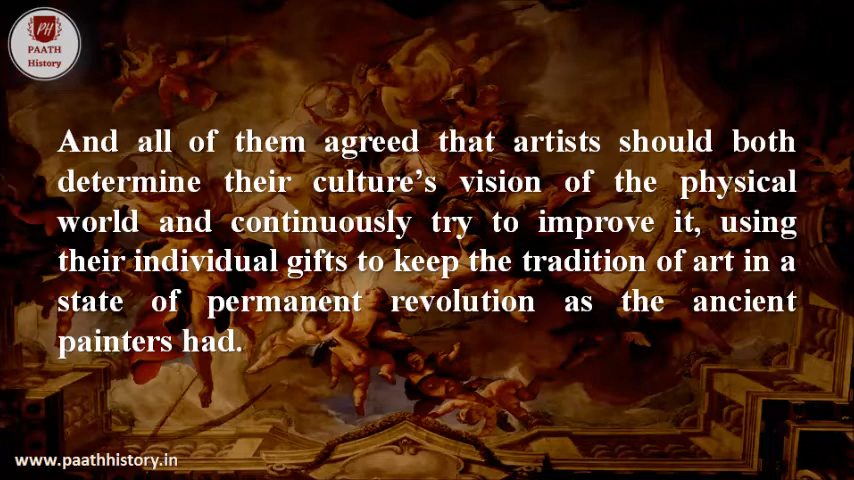 PH
PAATH
History
And all of them agreed that artists should both
determine their culture’s vision of the physical
world and continuously try to improve it, using
their individual gifts to keep the tradition of art in a
state of permanent revolution as the ancient
painters had.
www.paathhistory.in